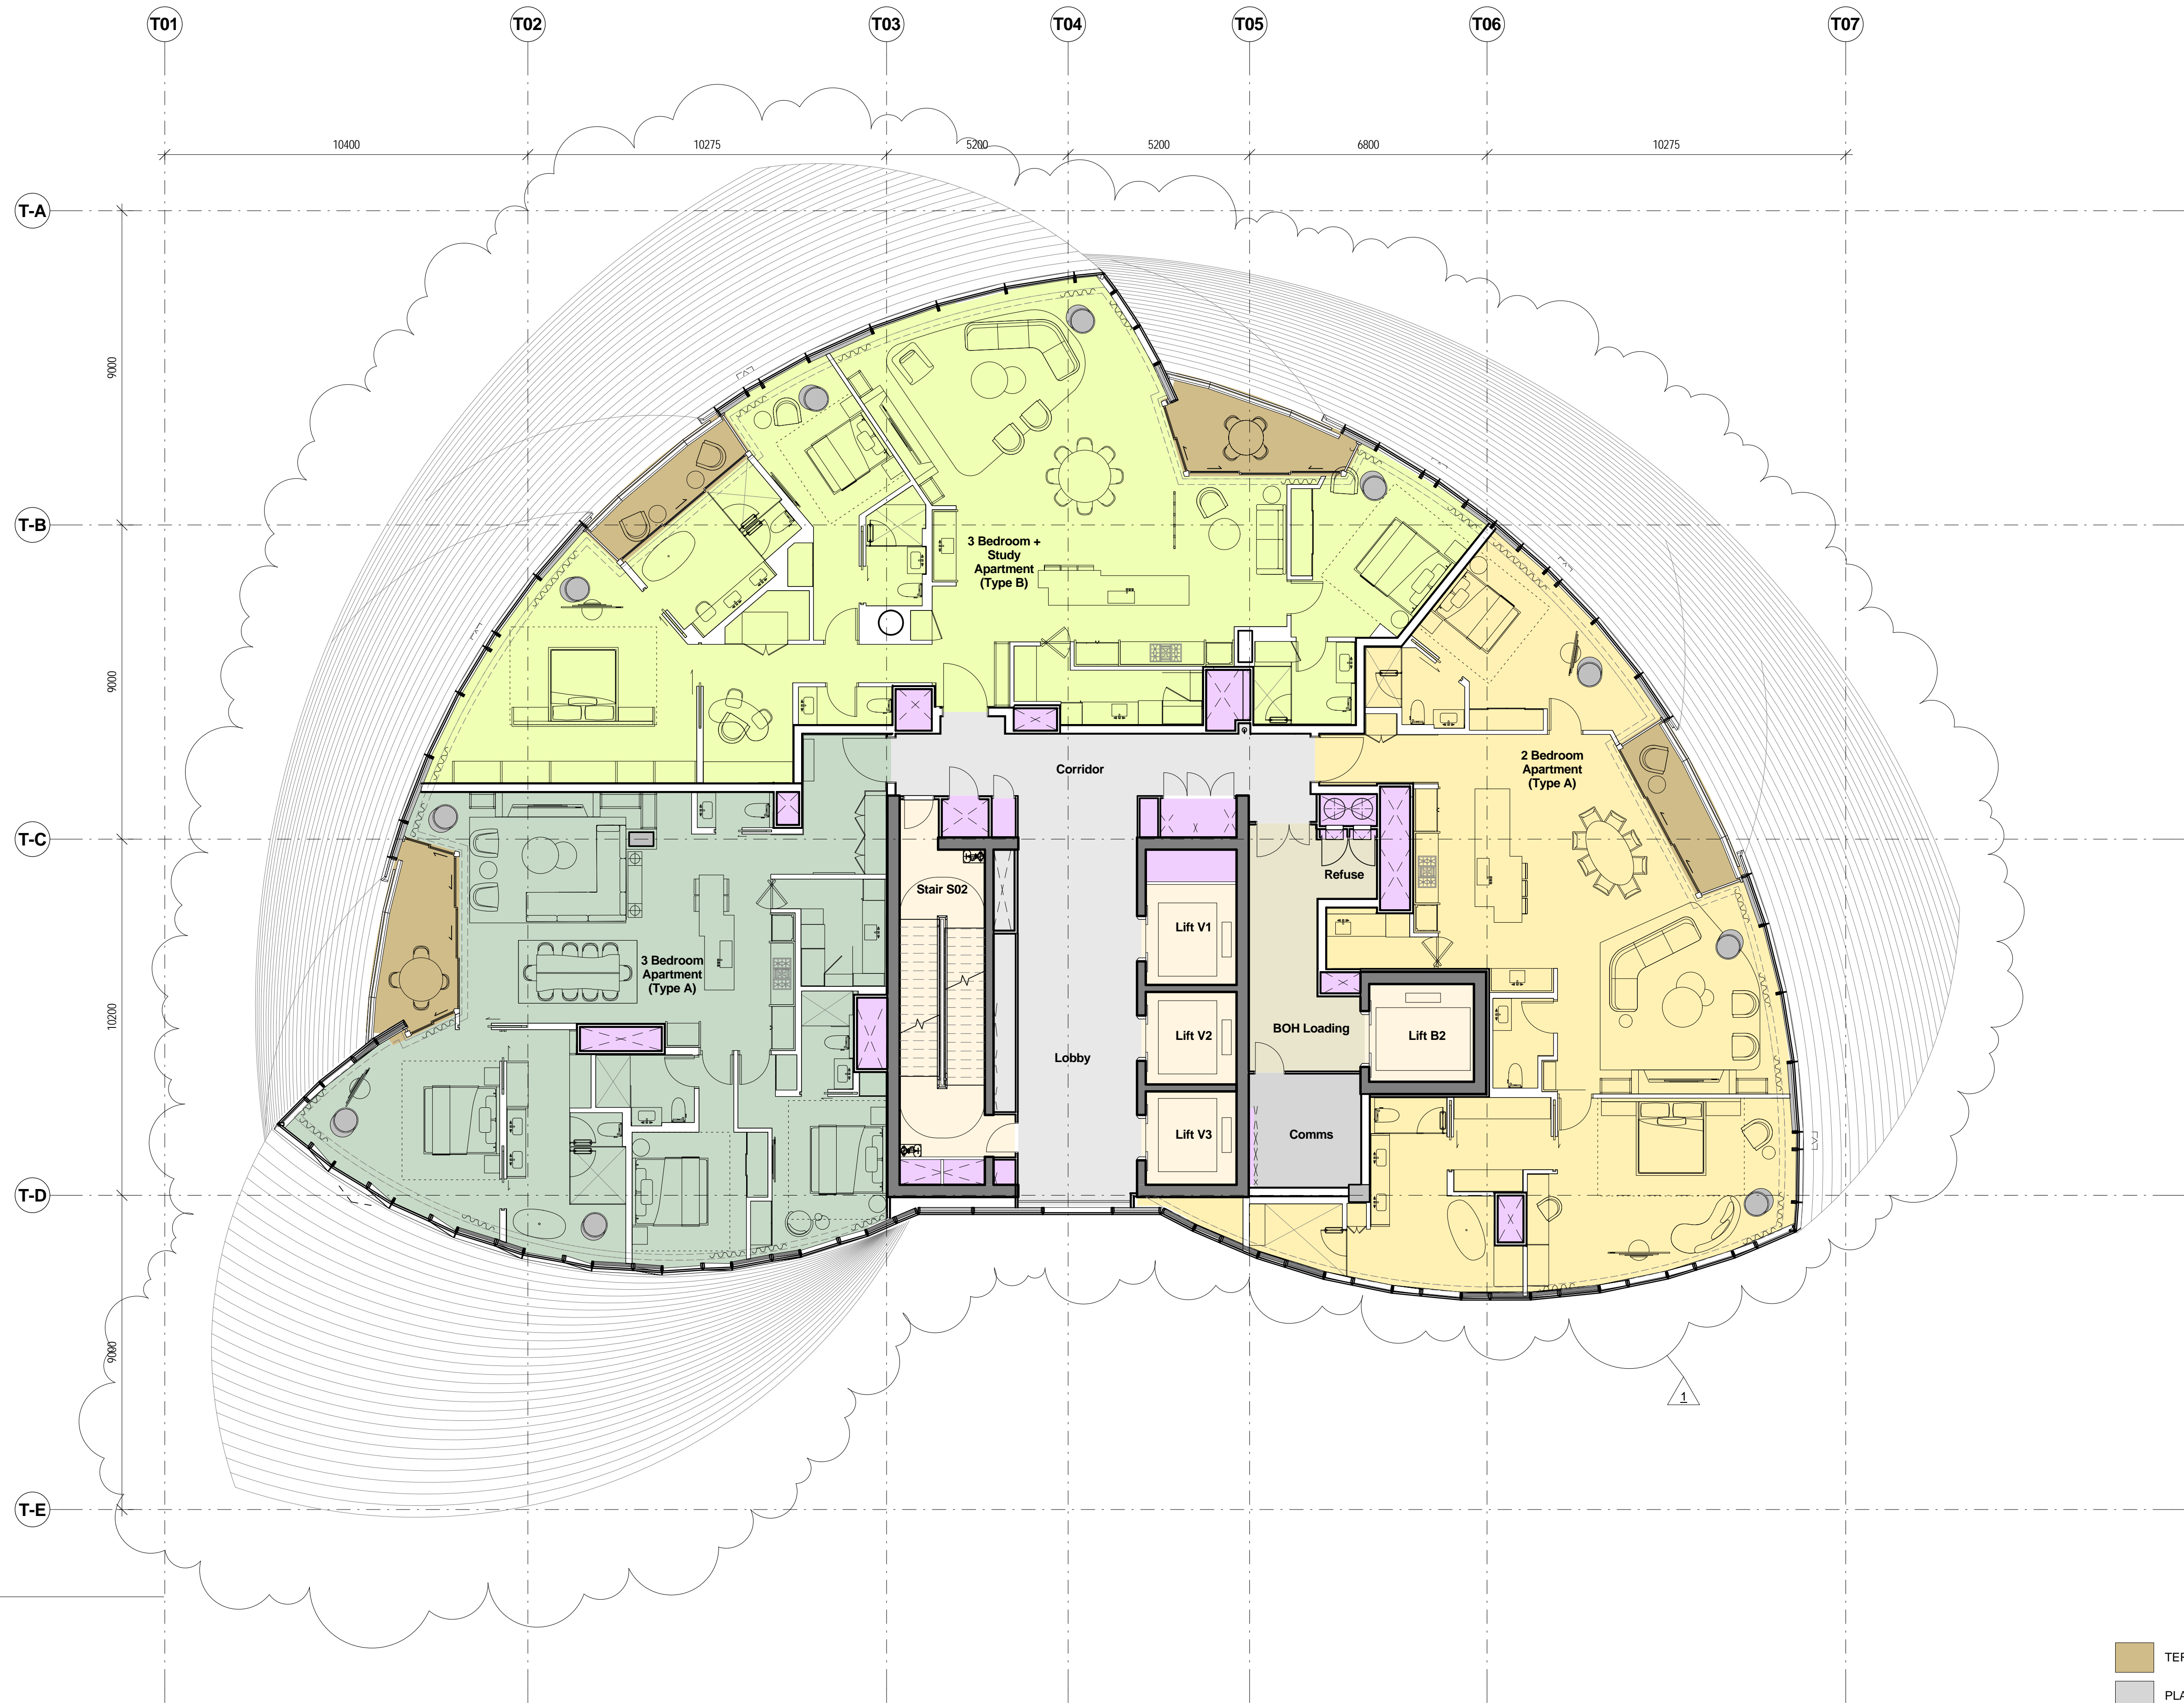 T01 T02 T03 T04 T05 T06 T07
10400 10275 5200 5200 6800 10275
T-A
9000
T-B
3 Bedroom +
Study
Apartment
(Type B)
9000
2 Bedroom
Apartment
(Type A)
Corridor
T-C
Refuse
Stair S02
Lift V1
3 Bedroom
Apartment
(Type A)
10200
BOH Loading
Lift V2
Lift B2
Lobby
Lift V3
Comms
T-D
9000
1
T-E